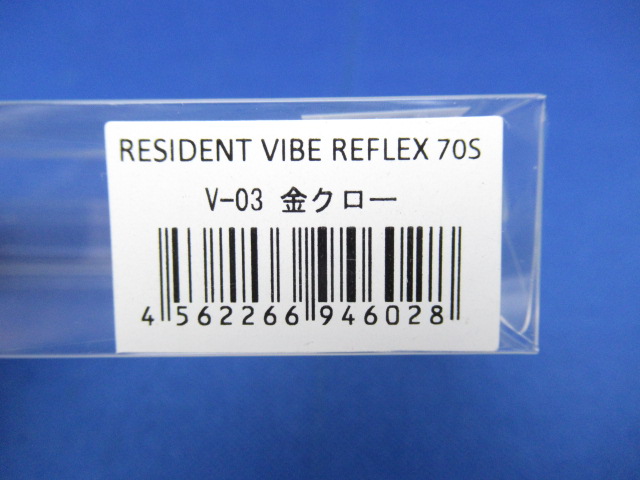 RESIDENT VIBE REFLEX 70S
V-03 金クロー
4 562266 946028